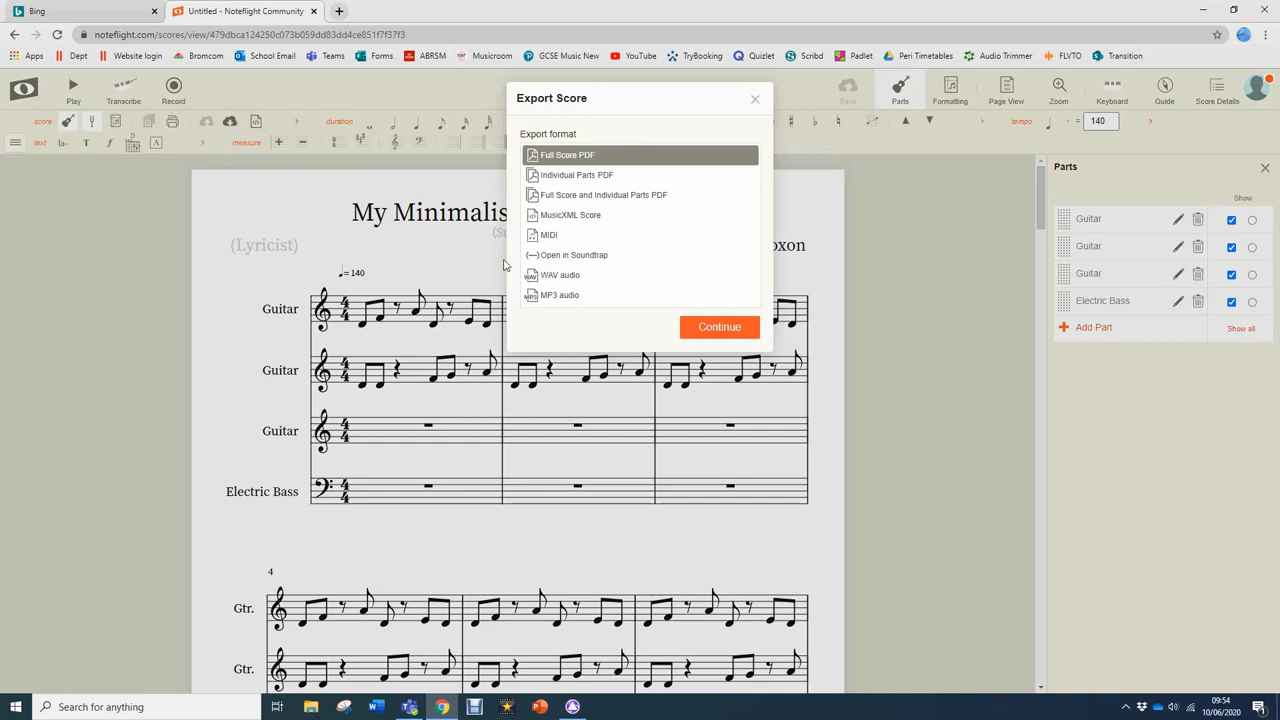 Bing
Untitled - Noteflight Community
noteflight.com/scores/view/479dbca124250c073b059dd83dd4ce851f7f37f3
Apps Dept Website login Bromcom School Email Teams Forms ABRSM Musicroom GCSE Music News YouTube TryBooking Quizlet Scribd Padlet Peri Timetables Audio Trimmer FLVTO Transition
Play Transcribe Record Save Parts Formatting Page View Zoom Keyboard Guide Score Details
score duration tempo = 140
text measure
Export Score
Export format
Full Score PDF
Individual Parts PDF
Full Score and Individual Parts PDF
MusicXML Score
MIDI
Open in Soundtrap
WAV audio
MP3 audio
Continue
Parts
Show
Guitar
Guitar
Guitar
Electric Bass
Add Part Show all
My Minimalis
(Su
(Lyricist) oxon
=140
Guitar
Guitar
Guitar
Electric Bass
4
Gtr.
Gtr.
Search for anything
09:54
10/06/2020